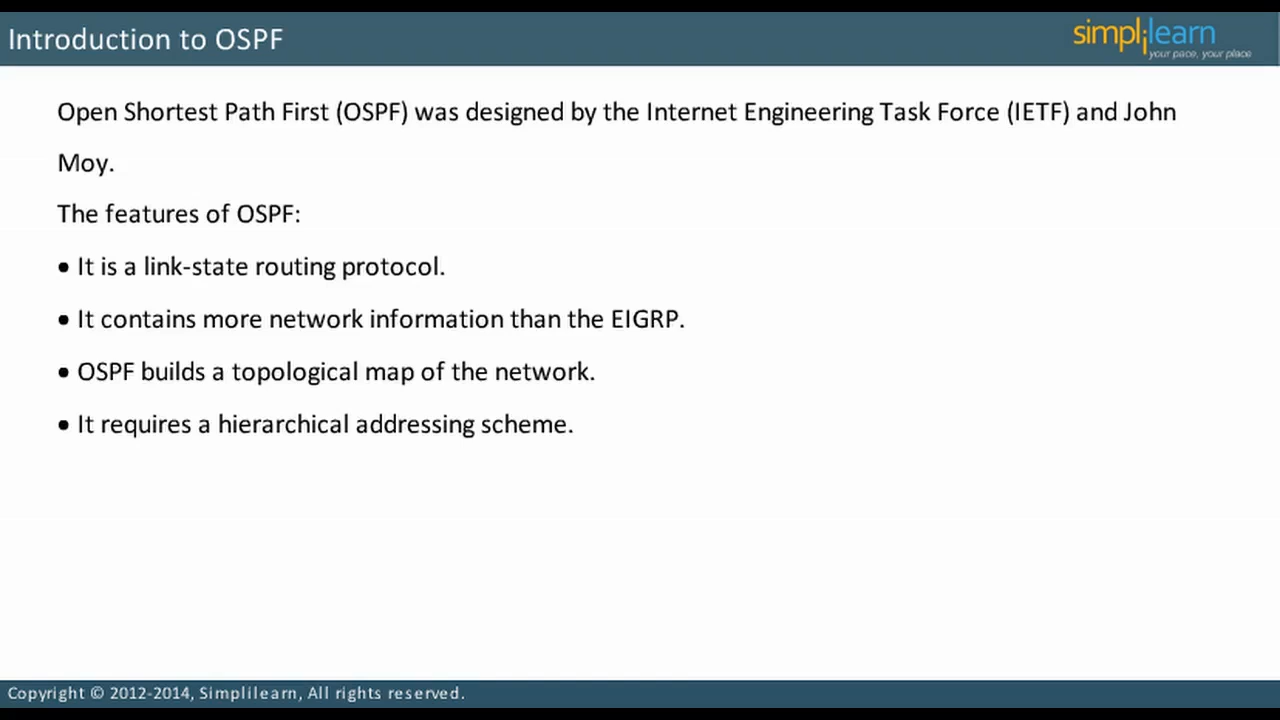 Introduction to OSPF
simplilearn
your pace, your place
Open Shortest Path First (OSPF) was designed by the Internet Engineering Task Force (IETF) and John
Moy.
The features of OSPF:
• It is a link-state routing protocol.
• It contains more network information than the EIGRP.
• OSPF builds a topological map of the network.
• It requires a hierarchical addressing scheme.
Copyright © 2012-2014, Simplilearn, All rights reserved.